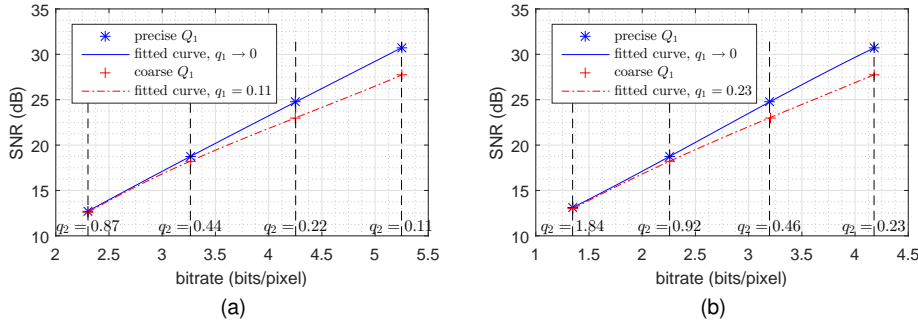 35
30
25
20
15
10
SNR (dB)
precise Q₁
fitted curve, q₁ → 0
coarse Q₁
fitted curve, q₁ = 0.11
q₂ = 0.87
q₂ = 0.44
q₂ = 0.22
q₂ = 0.11
2 2.5 3 3.5 4 4.5 5 5.5
bitrate (bits/pixel)
(a)
35
30
25
20
15
10
SNR (dB)
precise Q₁
fitted curve, q₁ → 0
coarse Q₁
fitted curve, q₁ = 0.23
q₂ = 1.84
q₂ = 0.92
q₂ = 0.46
q₂ = 0.23
1 1.5 2 2.5 3 3.5 4 4.5
bitrate (bits/pixel)
(b)